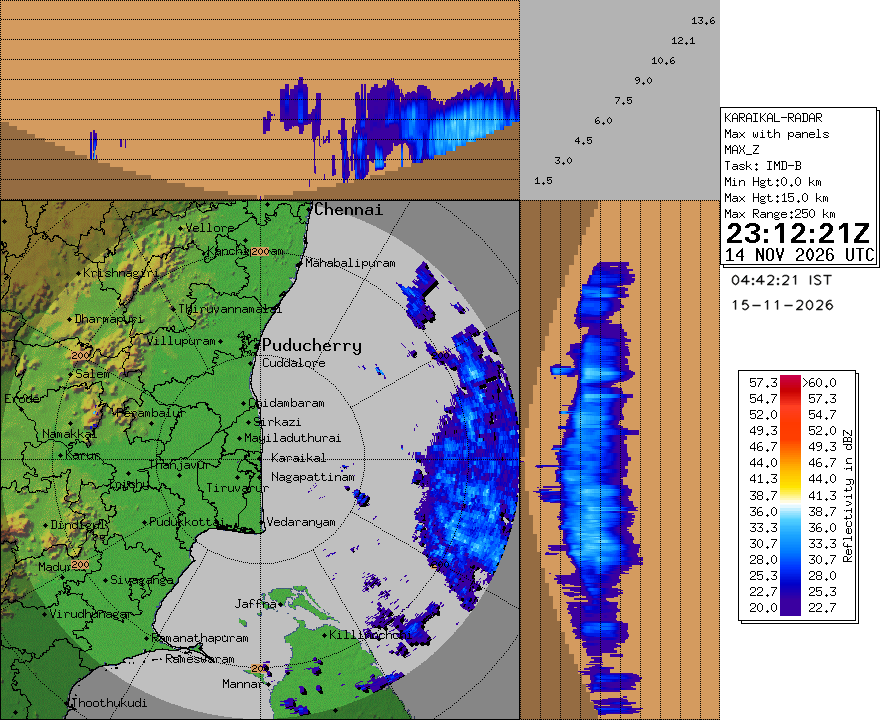 13.6
12.1
10.6
9.0
7.5
6.0
4.5
3.0
1.5
KARAIKAL-RADAR
Max with panels
MAX_Z
Task: IMD-B
Min Hgt:0.0 km
Max Hgt:15.0 km
Max Range:250 km
23:12:21Z
14 NOV 2026 UTC
04:42:21 IST
15-11-2026
Chennai
Vellore
200
Mahabalipuram
Krishnagiri
Thiruvannamalai
Dharmapuri
Villupuram
Puducherry
200
Cuddalore
Salem
Erode
Chidambaram
Perambalur
Sirkazi
Namakkal
Mayiladuthurai
Karur
Karaikal
Thanjavur
Nagapattinam
Tiruvarur
Dindigul
Pudukkottai
Vedaranyam
200
Madurai
Sivaganga
Jaffna
Virudhunagar
Ramanathapuram
Killinochchi
Rameswaram
200
Mannar
Thoothukudi
57.3 >60.0
54.7 57.3
52.0 54.7
49.3 52.0
46.7 49.3
44.0 46.7
41.3 44.0
38.7 41.3
36.0 38.7
33.3 36.0
30.7 33.3
28.0 30.7
25.3 28.0
22.7 25.3
20.0 22.7
Reflectivity in dBZ